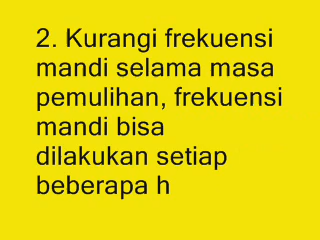 2. Kurangi frekuensi
mandi selama masa
pemulihan, frekuensi
mandi bisa
dilakukan setiap
beberapa h